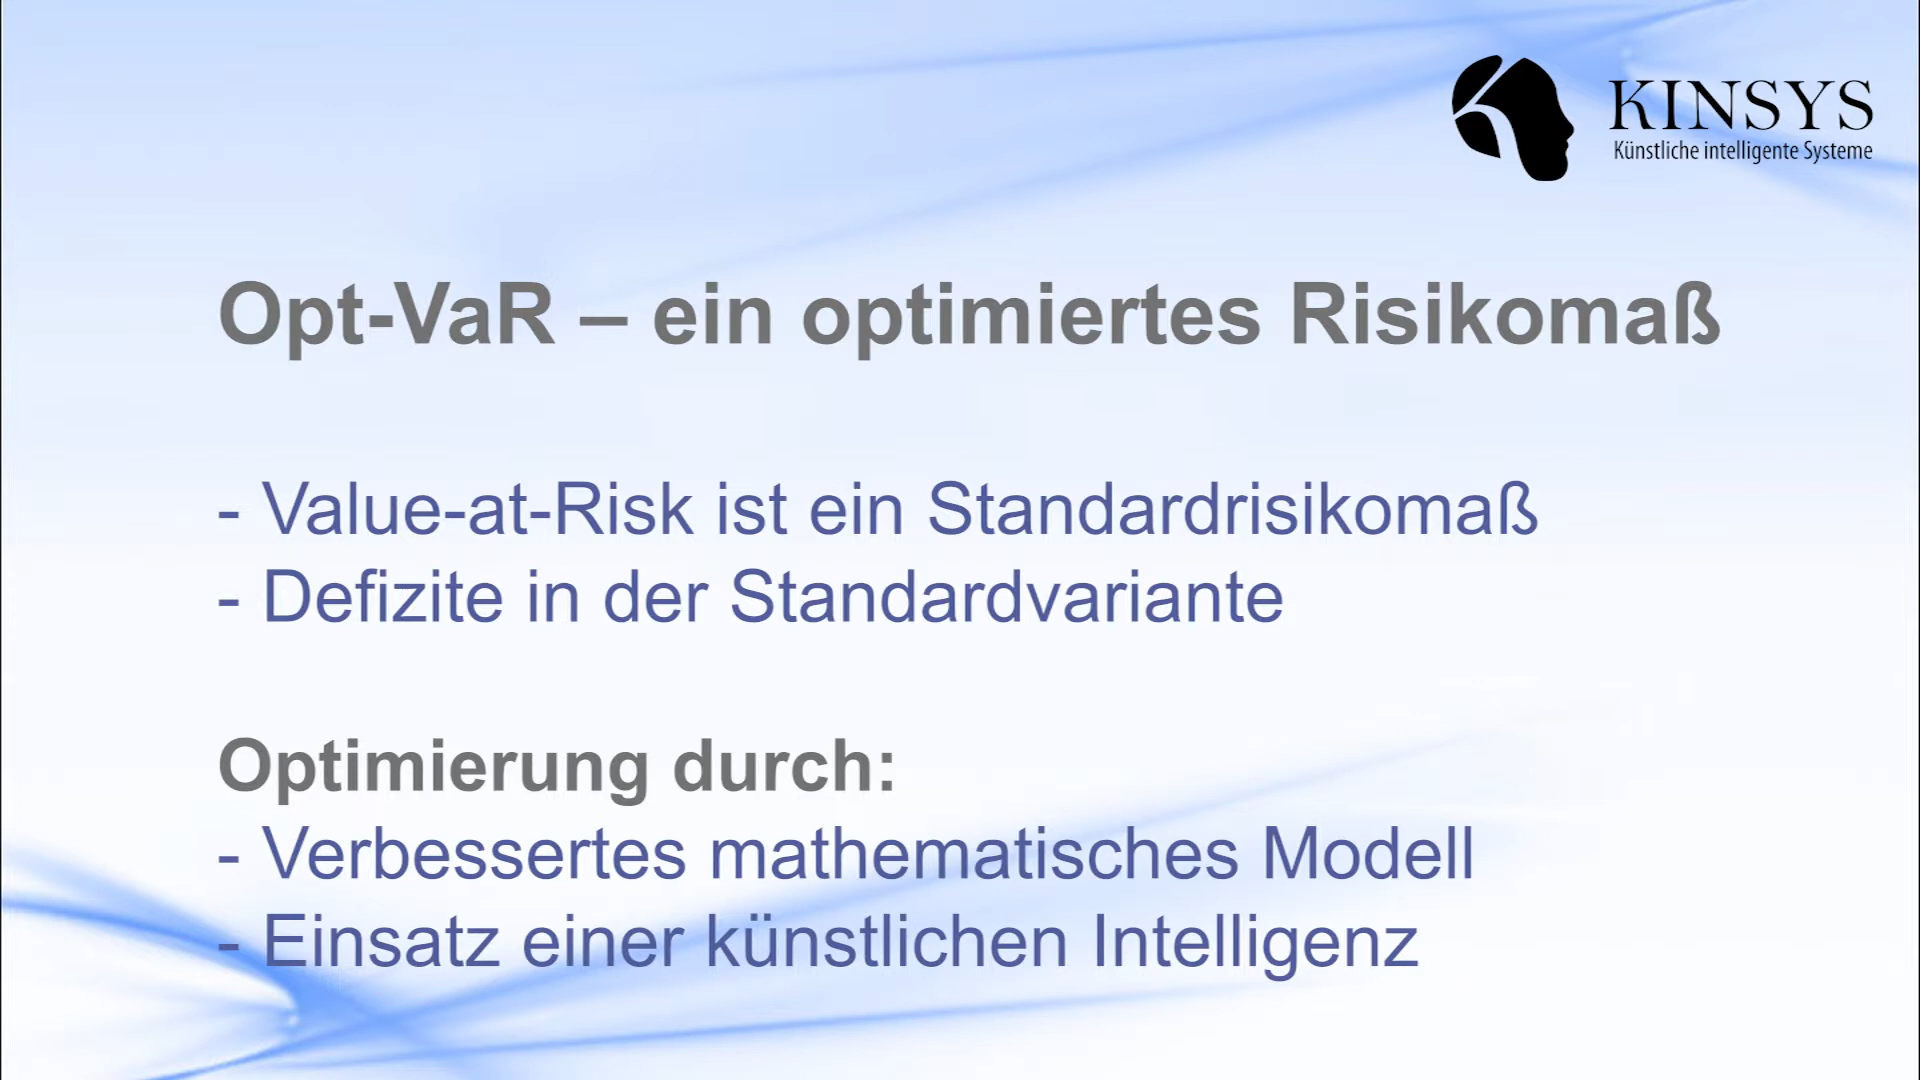 KINSYS
Künstliche intelligente Systeme
Opt-VaR – ein optimiertes Risikomaß
- Value-at-Risk ist ein Standardrisikomaß
- Defizite in der Standardvariante
Optimierung durch:
- Verbessertes mathematisches Modell
- Einsatz einer künstlichen Intelligenz